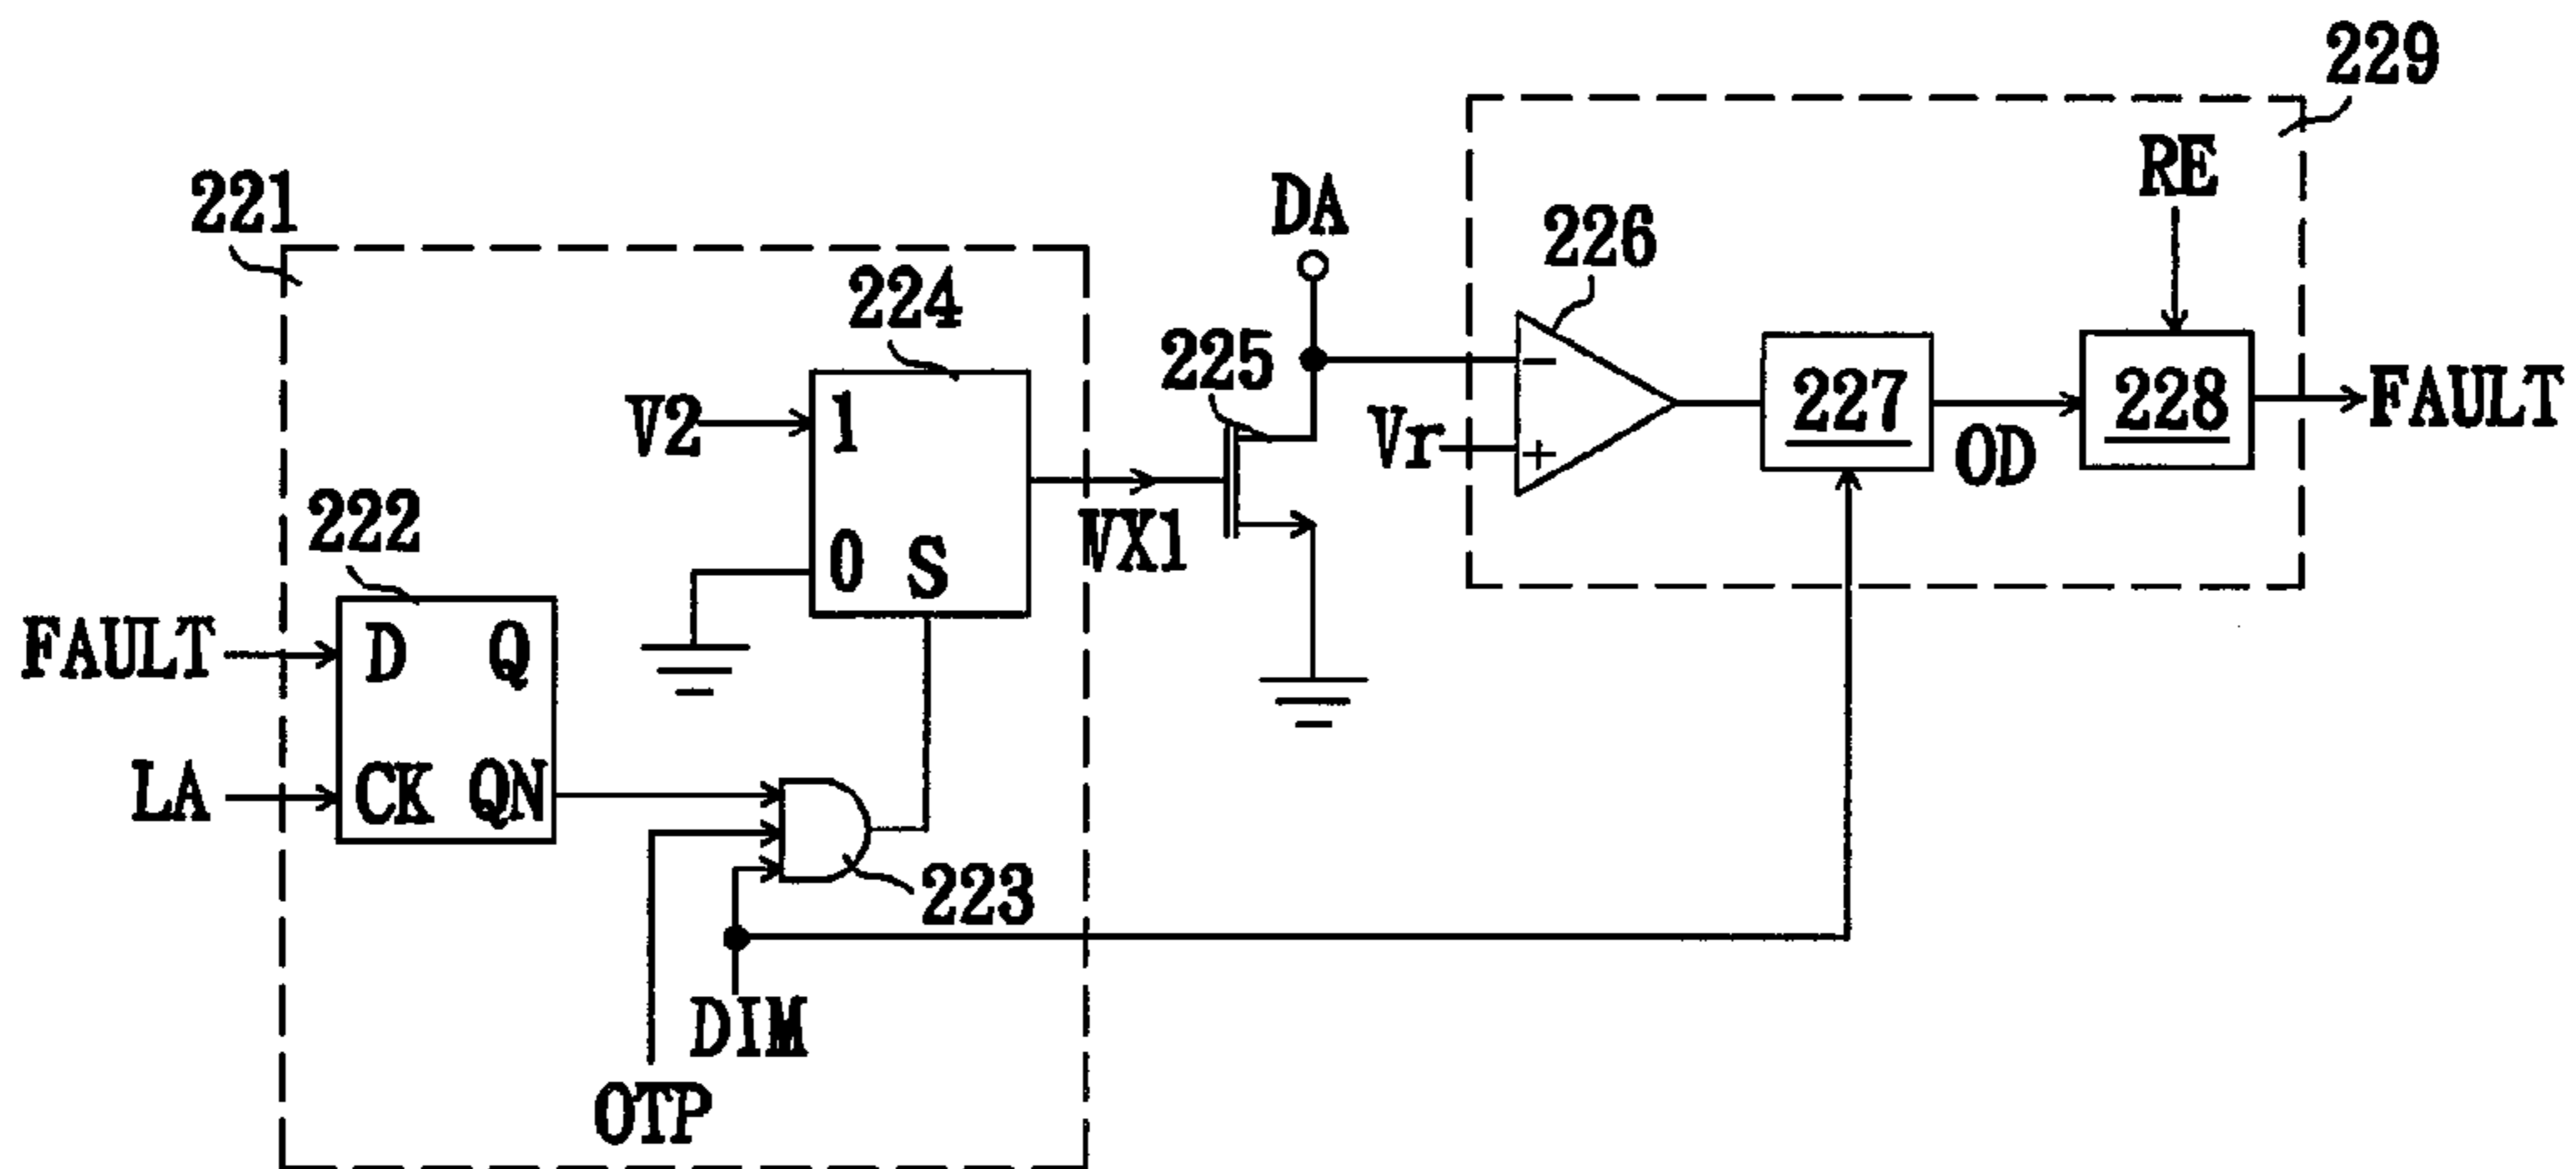 229
RE
221
DA
226
224
225
V2
1
Vr
−
+
227
OD
228
FAULT
VX1
222
0 S
FAULT
D Q
LA
CK QN
223
DIM
OTP